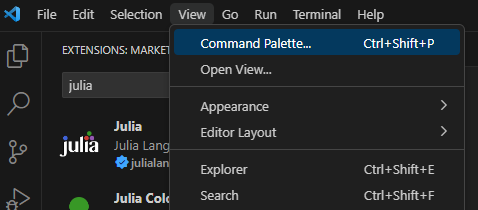 File Edit Selection View Go Run Terminal Help
EXTENSIONS: MARKET
Command Palette... Ctrl+Shift+P
Open View...
julia
Appearance
Julia
julia
Julia Lang
Editor Layout
julialan
Explorer Ctrl+Shift+E
Julia Colo
Search Ctrl+Shift+F